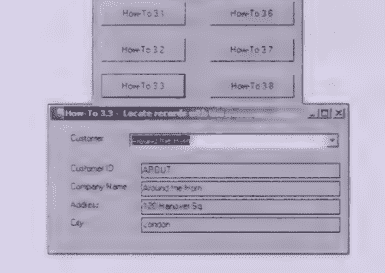 How-To 3.1
How-To 3.6
How-To 3.2
How-To 3.7
How-To 3.3
How-To 3.8
How-To 3.3 - Locate records with
Customer
Around the Horn
Customer ID
AROUT
Company Name
Around the Horn
Address
120 Hanover Sq.
City
London